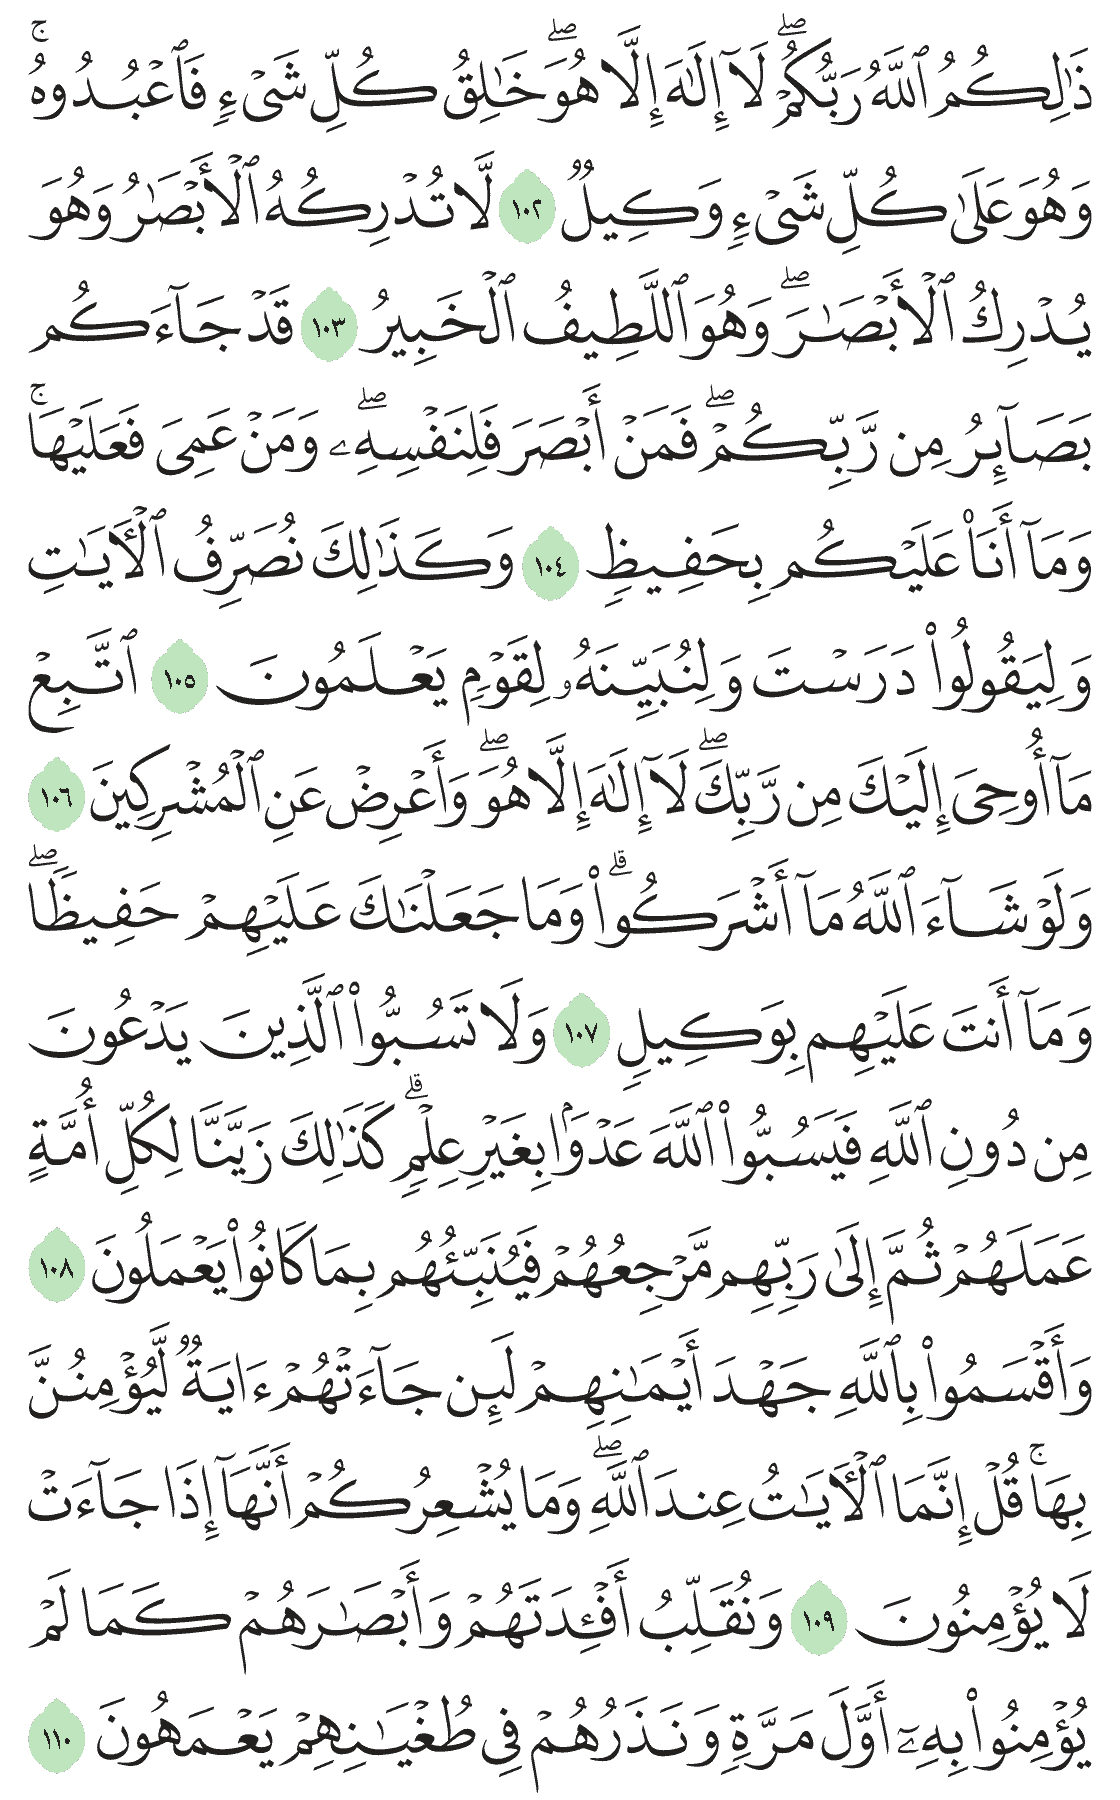 ذَٰلِكُمُ ٱللَّهُ رَبُّكُمْۖ لَآ إِلَٰهَ إِلَّا هُوَۖ خَٰلِقُ كُلِّ شَىْءٍ فَٱعْبُدُوهُۚ
وَهُوَ عَلَىٰ كُلِّ شَىْءٍ وَكِيلٌ ١٠٢ لَّا تُدْرِكُهُ ٱلْأَبْصَٰرُ وَهُوَ
يُدْرِكُ ٱلْأَبْصَٰرَۖ وَهُوَ ٱللَّطِيفُ ٱلْخَبِيرُ ١٠٣ قَدْ جَآءَكُم
بَصَآئِرُ مِن رَّبِّكُمْۖ فَمَنْ أَبْصَرَ فَلِنَفْسِهِۦۖ وَمَنْ عَمِىَ فَعَلَيْهَاۚ
وَمَآ أَنَا۠ عَلَيْكُم بِحَفِيظٍ ١٠٤ وَكَذَٰلِكَ نُصَرِّفُ ٱلْءَايَٰتِ
وَلِيَقُولُوا۟ دَرَسْتَ وَلِنُبَيِّنَهُۥ لِقَوْمٍ يَعْلَمُونَ ١٠٥ ٱتَّبِعْ
مَآ أُوحِىَ إِلَيْكَ مِن رَّبِّكَۖ لَآ إِلَٰهَ إِلَّا هُوَۖ وَأَعْرِضْ عَنِ ٱلْمُشْرِكِينَ ١٠٦
وَلَوْ شَآءَ ٱللَّهُ مَآ أَشْرَكُوا۟ۗ وَمَا جَعَلْنَٰكَ عَلَيْهِمْ حَفِيظًاۖ
وَمَآ أَنتَ عَلَيْهِم بِوَكِيلٍ ١٠٧ وَلَا تَسُبُّوا۟ ٱلَّذِينَ يَدْعُونَ
مِن دُونِ ٱللَّهِ فَيَسُبُّوا۟ ٱللَّهَ عَدْوًۢا بِغَيْرِ عِلْمٍۗ كَذَٰلِكَ زَيَّنَّا لِكُلِّ أُمَّةٍ
عَمَلَهُمْ ثُمَّ إِلَىٰ رَبِّهِم مَّرْجِعُهُمْ فَيُنَبِّئُهُم بِمَا كَانُوا۟ يَعْمَلُونَ ١٠٨
وَأَقْسَمُوا۟ بِٱللَّهِ جَهْدَ أَيْمَٰنِهِمْ لَئِن جَآءَتْهُمْ ءَايَةٌ لَّيُؤْمِنُنَّ
بِهَاۚ قُلْ إِنَّمَا ٱلْءَايَٰتُ عِندَ ٱللَّهِۖ وَمَا يُشْعِرُكُمْ أَنَّهَآ إِذَا جَآءَتْ
لَا يُؤْمِنُونَ ١٠٩ وَنُقَلِّبُ أَفْـِٔدَتَهُمْ وَأَبْصَٰرَهُمْ كَمَا لَمْ
يُؤْمِنُوا۟ بِهِۦٓ أَوَّلَ مَرَّةٍ وَنَذَرُهُمْ فِى طُغْيَٰنِهِمْ يَعْمَهُونَ ١١٠